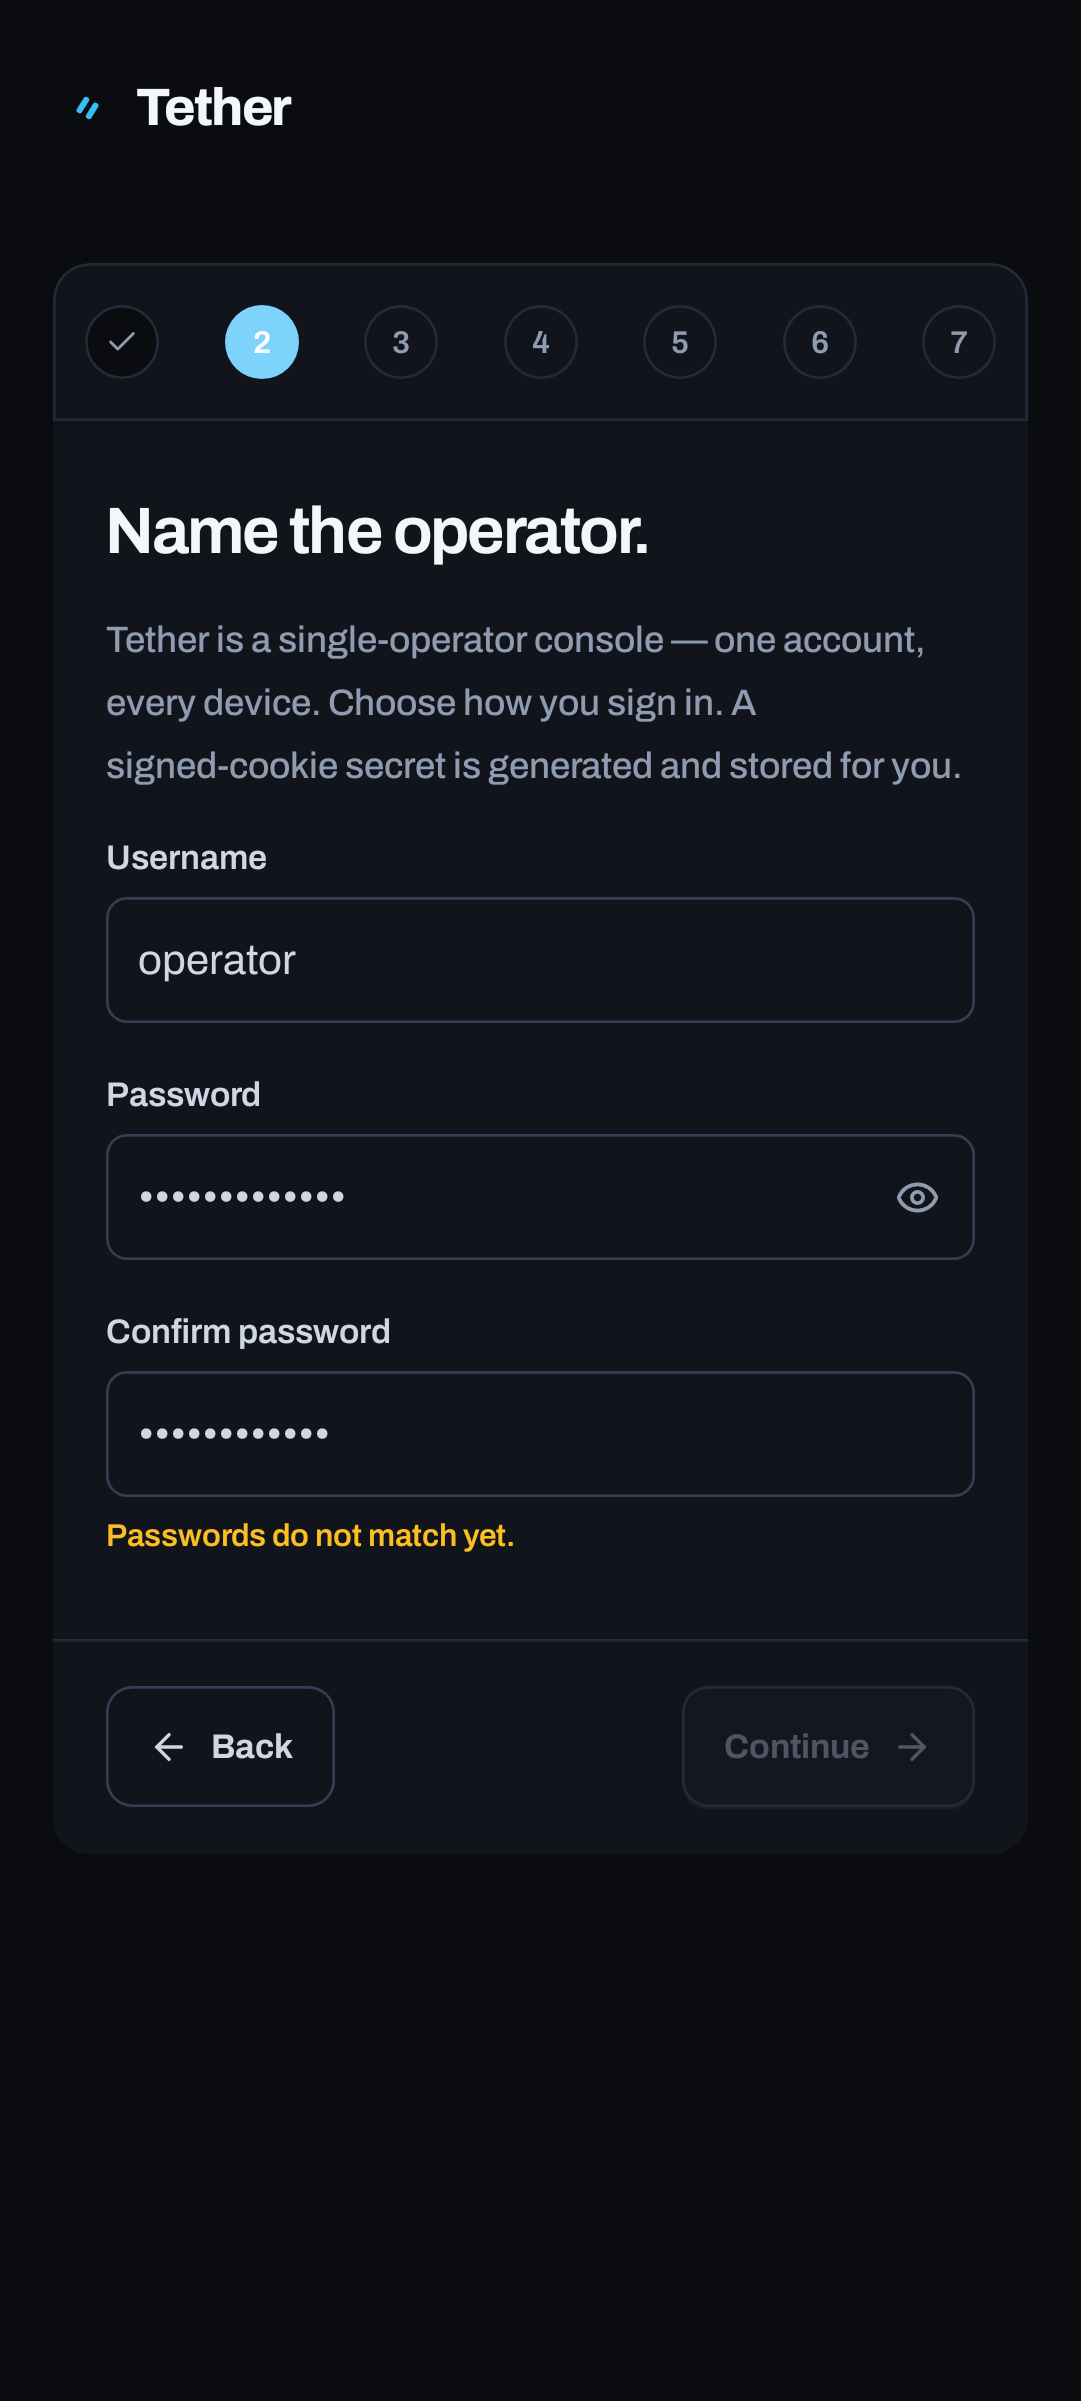 Tether
2 3 4 5 6 7
Name the operator.
Tether is a single-operator console — one account,
every device. Choose how you sign in. A
signed-cookie secret is generated and stored for you.
Username
operator
Password
•••••••••••••
Confirm password
••••••••••••
Passwords do not match yet.
Back
Continue